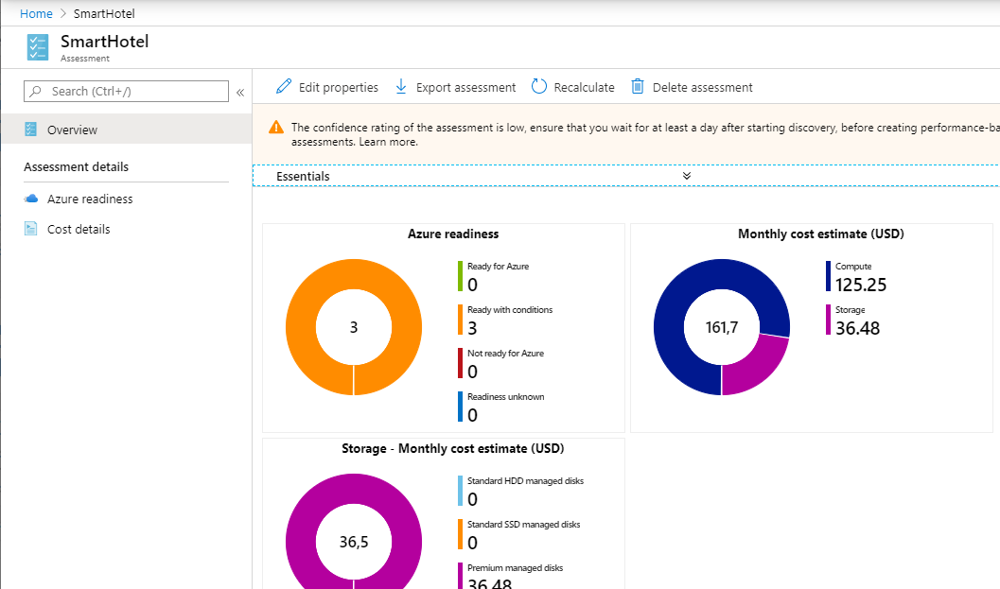 Home > SmartHotel
SmartHotel
Assessment
Search (Ctrl+/)
«
Edit properties
Export assessment
Recalculate
Delete assessment
Overview
Assessment details
Azure readiness
Cost details
The confidence rating of the assessment is low, ensure that you wait for at least a day after starting discovery, before creating performance-ba
assessments. Learn more.
Essentials
Azure readiness
3
Ready for Azure
0
Ready with conditions
3
Not ready for Azure
0
Readiness unknown
0
Monthly cost estimate (USD)
161,7
Compute
125.25
Storage
36.48
Storage - Monthly cost estimate (USD)
36,5
Standard HDD managed disks
0
Standard SSD managed disks
0
Premium managed disks
36.48